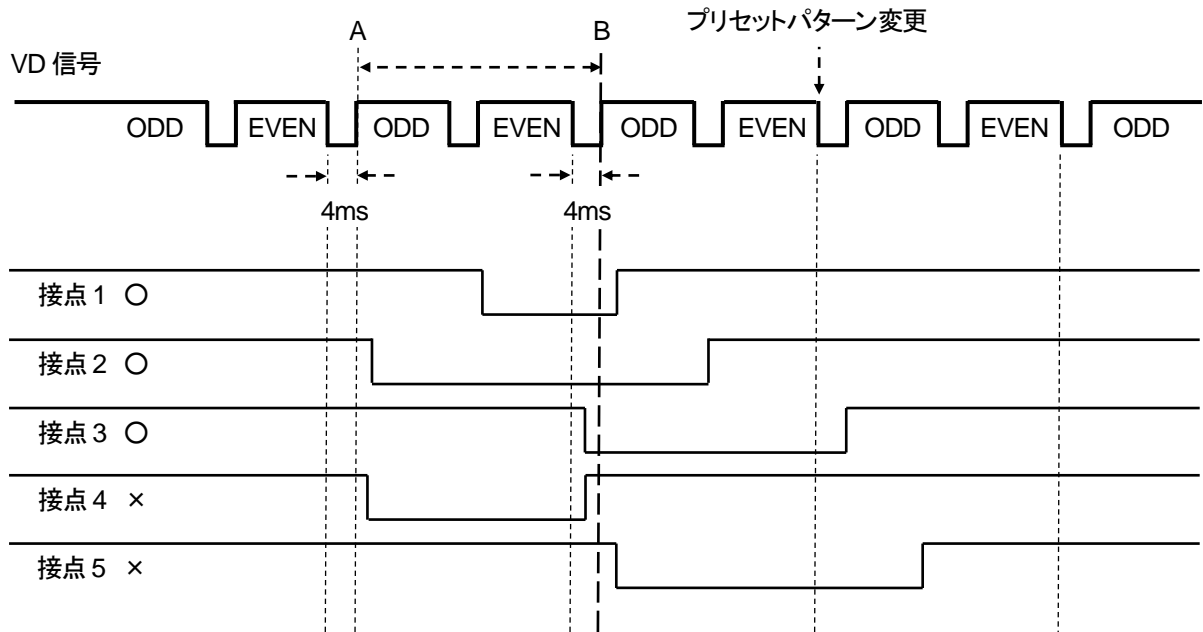 プリセットパターン変更
A
B
VD 信号
ODD EVEN ODD EVEN ODD EVEN ODD EVEN ODD
4ms 4ms
接点 1 〇
接点 2 〇
接点 3 〇
接点 4 ×
接点 5 ×